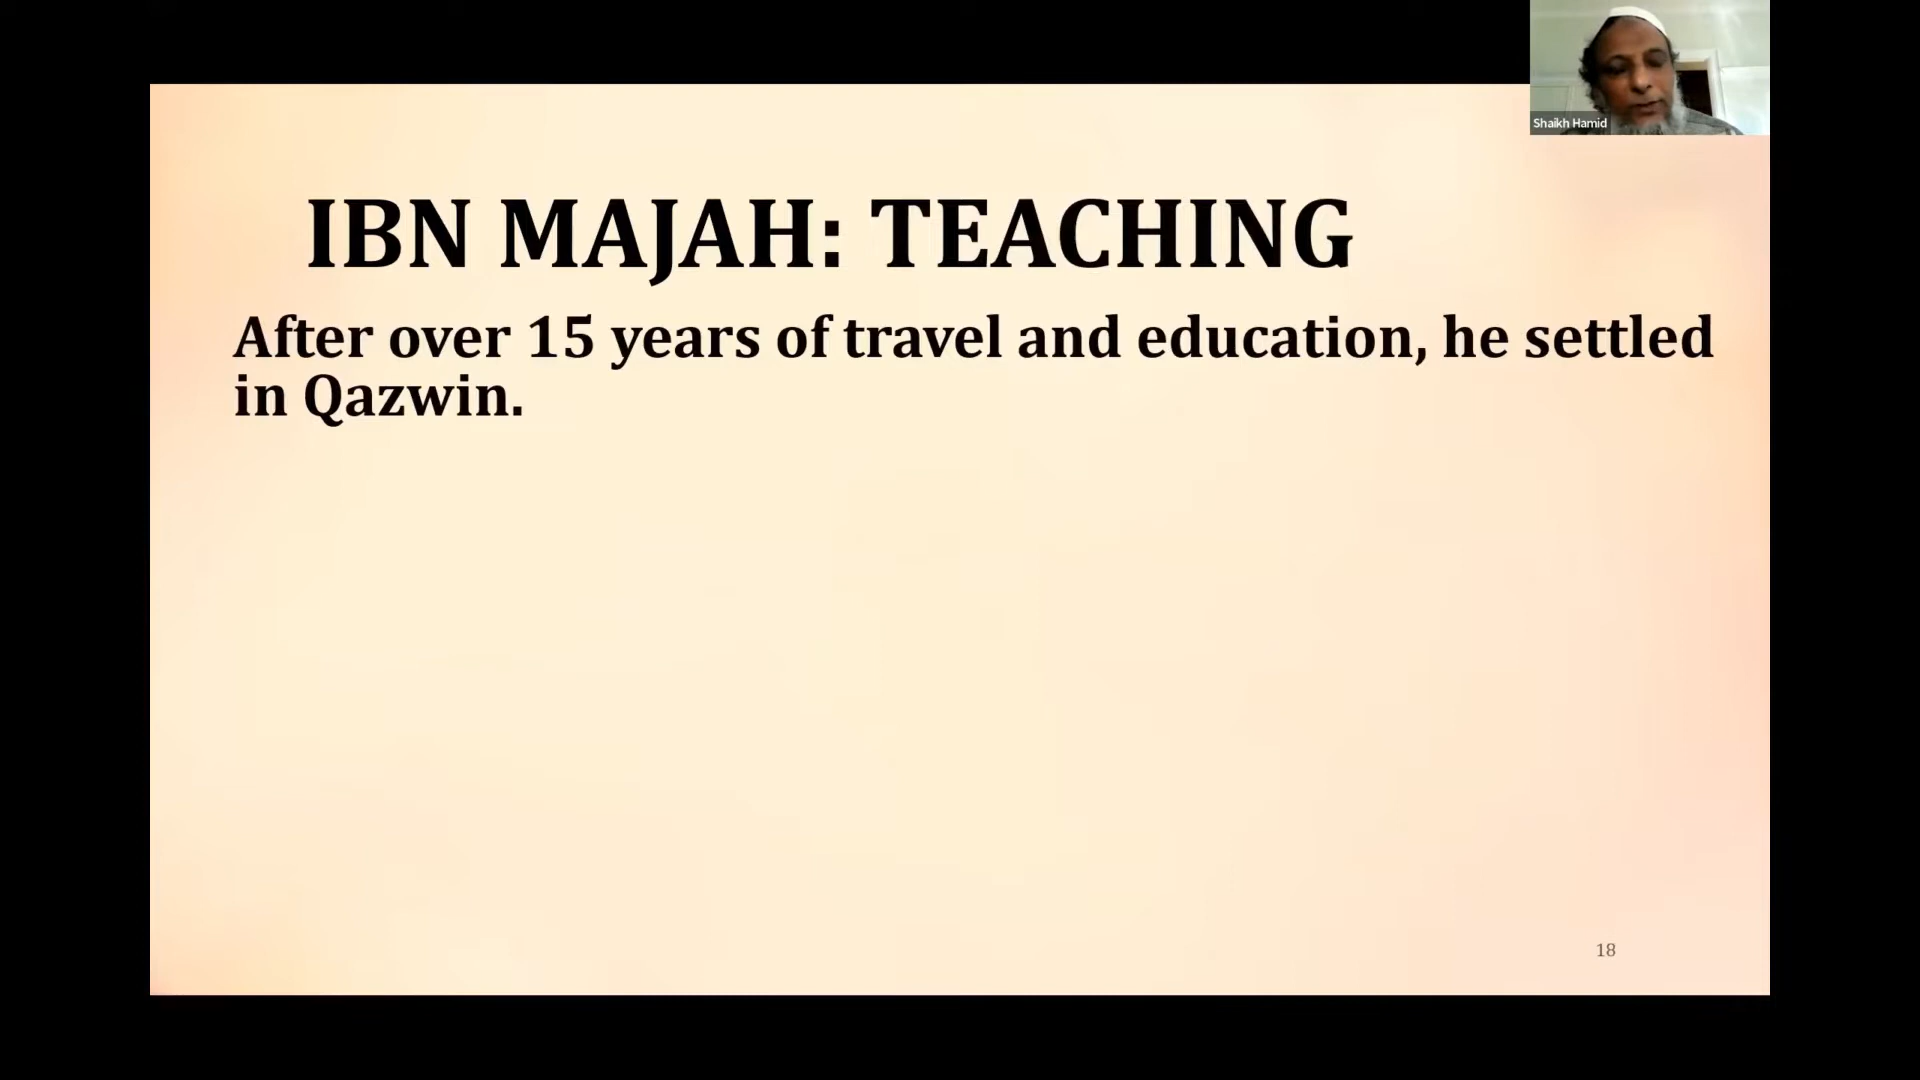 Shaikh Hamid
IBN MAJAH: TEACHING
After over 15 years of travel and education, he settled
in Qazwin.
18